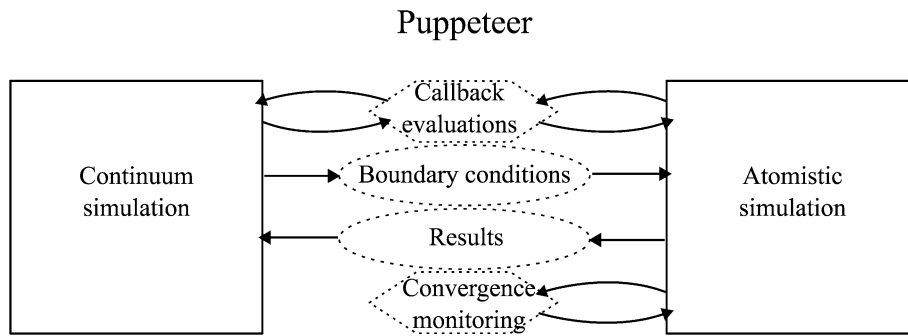 Puppeteer
Callback
evaluations
Continuum
simulation
Boundary conditions
Atomistic
simulation
Results
Convergence
monitoring